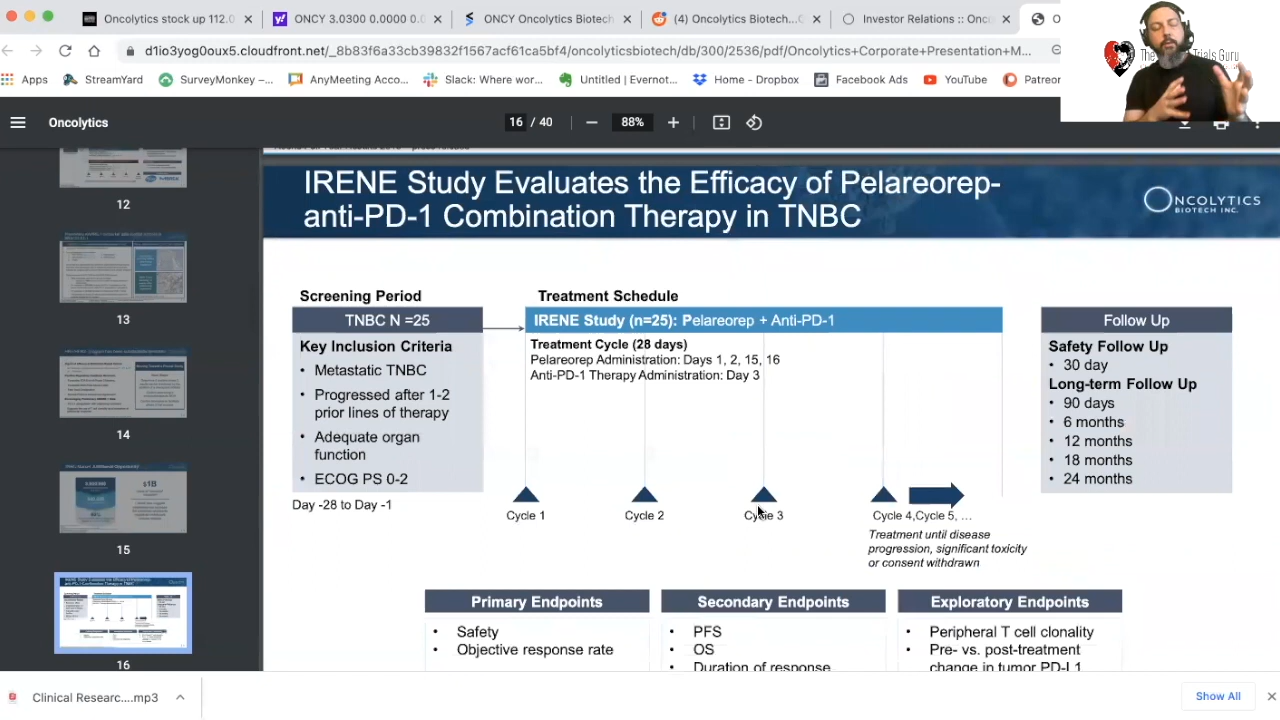 Oncolytics stock up 112.0
ONCY 3.0300 0.0000 0.0
ONCY Oncolytics Biotech
(4) Oncolytics Biotech...
Investor Relations :: Onc
Oncolytics
d1io3yog0oux5.cloudfront.net/_8b83f6a33cb39832f1567acf61ca5bf4/oncolyticsbiotech/db/300/2536/pdf/Oncolytics+Corporate+Presentation+M...
Apps
StreamYard
SurveyMonkey –...
AnyMeeting Acco...
Slack: Where wor...
Untitled | Evernot...
Home - Dropbox
Facebook Ads
YouTube
Patreon
The Trials Guru
Oncolytics
16 / 40
88%
12
13
14
15
16
IRENE Study Evaluates the Efficacy of Pelareorep-
anti-PD-1 Combination Therapy in TNBC
ONCOLYTICS
BIOTECH INC.
Screening Period
TNBC N =25
Key Inclusion Criteria
• Metastatic TNBC
• Progressed after 1-2
prior lines of therapy
• Adequate organ
function
• ECOG PS 0-2
Day -28 to Day -1
Treatment Schedule
IRENE Study (n=25): Pelareorep + Anti-PD-1
Treatment Cycle (28 days)
Pelareorep Administration: Days 1, 2, 15, 16
Anti-PD-1 Therapy Administration: Day 3
Cycle 1
Cycle 2
Cycle 3
Cycle 4,Cycle 5, ...
Treatment until disease
progression, significant toxicity
or consent withdrawn
Follow Up
Safety Follow Up
• 30 day
Long-term Follow Up
• 90 days
• 6 months
• 12 months
• 18 months
• 24 months
Primary Endpoints
• Safety
• Objective response rate
Secondary Endpoints
• PFS
• OS
• Duration of response
Exploratory Endpoints
• Peripheral T cell clonality
• Pre- vs. post-treatment
change in tumor PD-L1
Clinical Researc....mp3
Show All